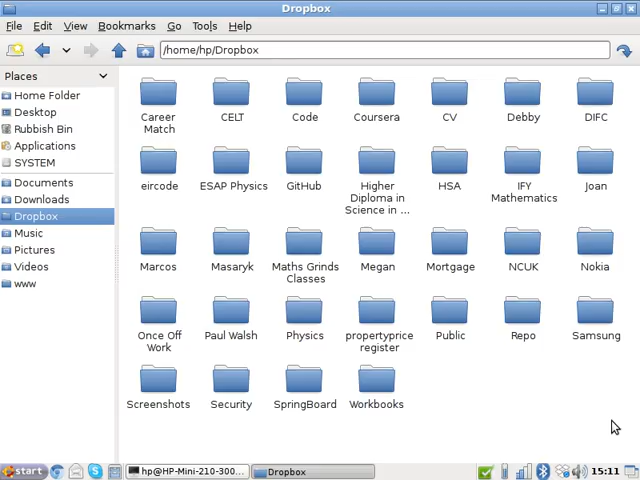 Dropbox
File Edit View Bookmarks Go Tools Help
/home/hp/Dropbox
Places
Home Folder
Desktop
Rubbish Bin
Applications
SYSTEM
Documents
Downloads
Dropbox
Music
Pictures
Videos
www
Career Match
CELT
Code
Coursera
CV
Debby
DIFC
eircode
ESAP Physics
GitHub
Higher Diploma in Science in ...
HSA
IFY Mathematics
Joan
Marcos
Masaryk
Maths Grinds Classes
Megan
Mortgage
NCUK
Nokia
Once Off Work
Paul Walsh
Physics
propertyprice register
Public
Repo
Samsung
Screenshots
Security
SpringBoard
Workbooks
start
hp@HP-Mini-210-300...
Dropbox
15:11